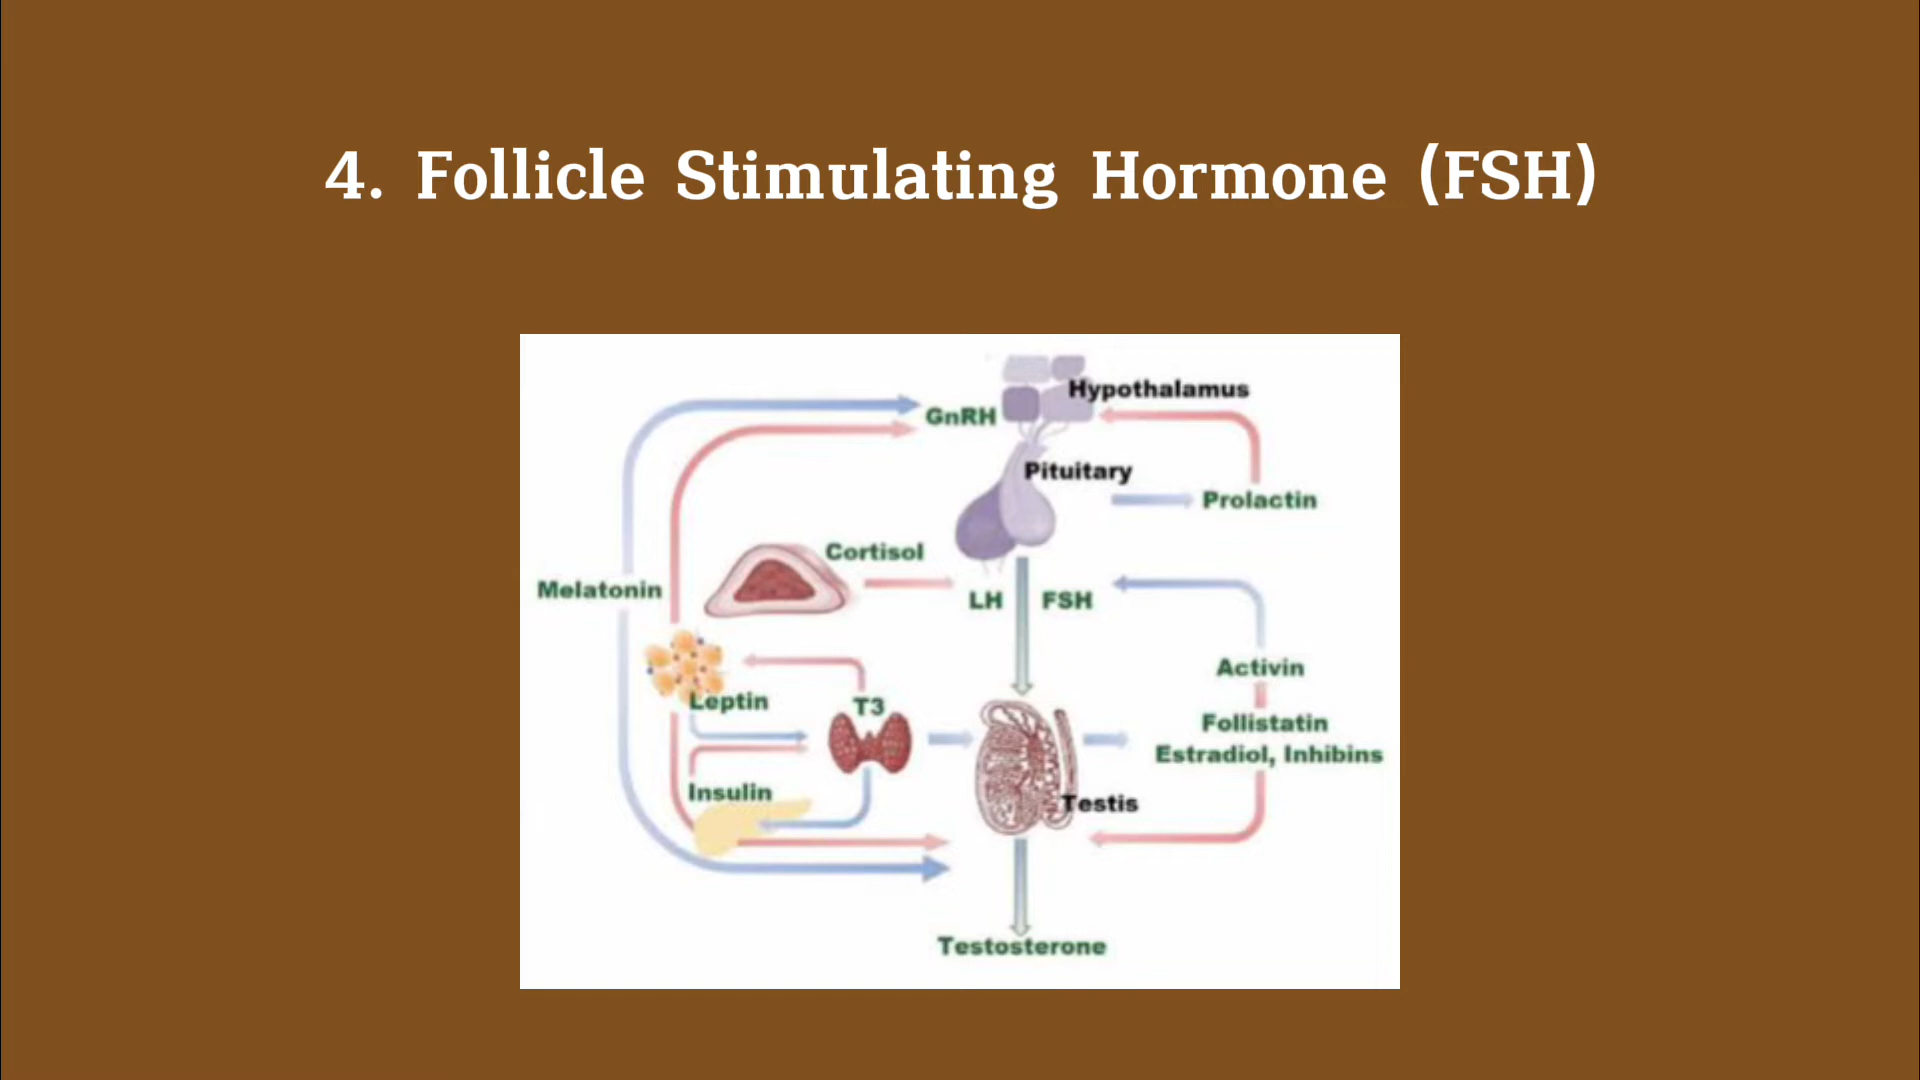 4. Follicle Stimulating Hormone (FSH)
Hypothalamus
GnRH
Pituitary
Prolactin
Cortisol
Melatonin
LH
FSH
Activin
Leptin
T3
Follistatin
Estradiol, Inhibins
Insulin
Testis
Testosterone